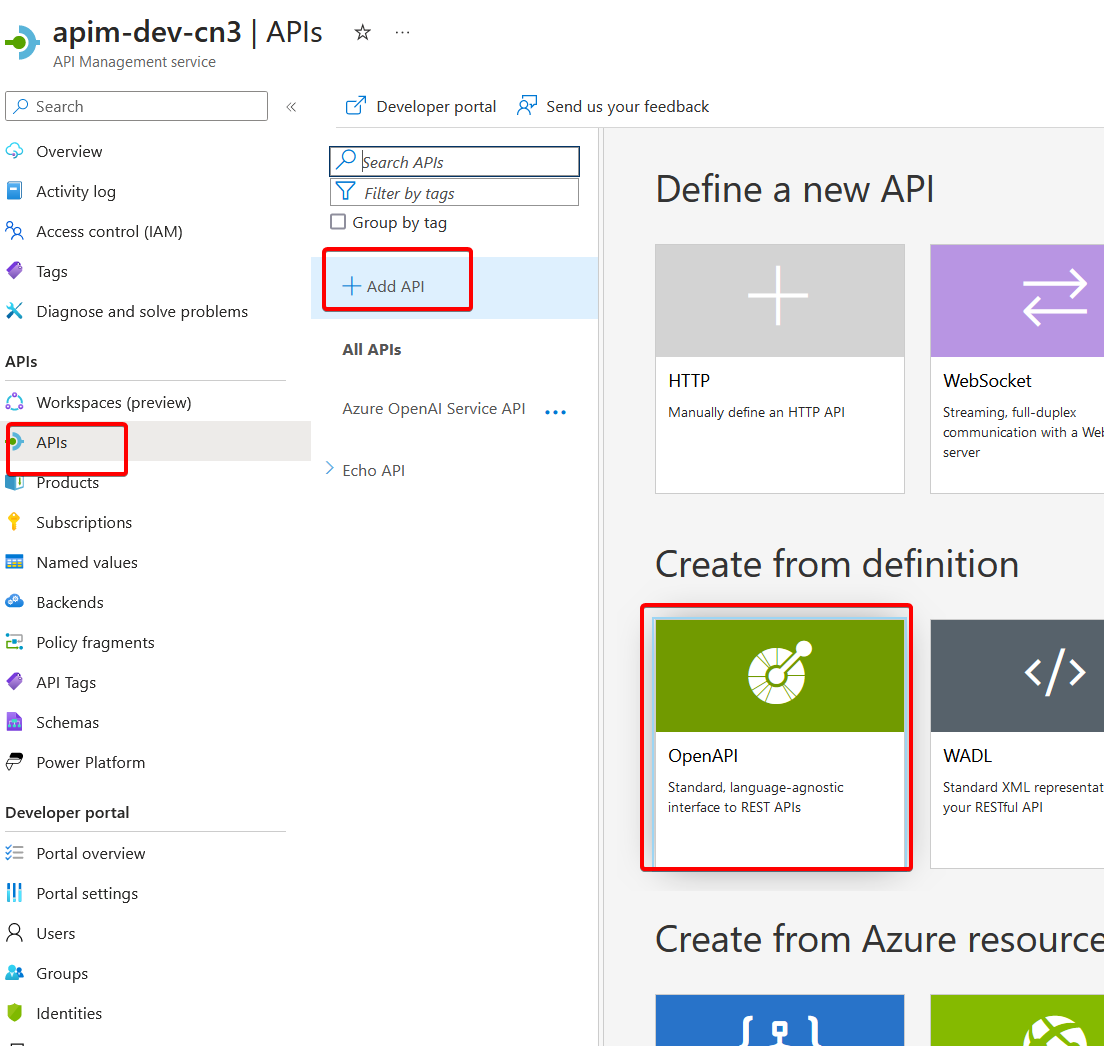 apim-dev-cn3 | APIs
API Management service
Search
Overview
Activity log
Access control (IAM)
Tags
Diagnose and solve problems
APIs
Workspaces (preview)
APIs
Products
Subscriptions
Named values
Backends
Policy fragments
API Tags
Schemas
Power Platform
Developer portal
Portal overview
Portal settings
Users
Groups
Identities
Developer portal
Send us your feedback
Search APIs
Filter by tags
Group by tag
Add API
All APIs
Azure OpenAI Service API
Echo API
Define a new API
HTTP
Manually define an HTTP API
WebSocket
Streaming, full-duplex
communication with a
server
Create from definition
OpenAPI
Standard, language-agnostic
interface to REST APIs
WADL
Standard XML
your RESTful API
Create from Azure